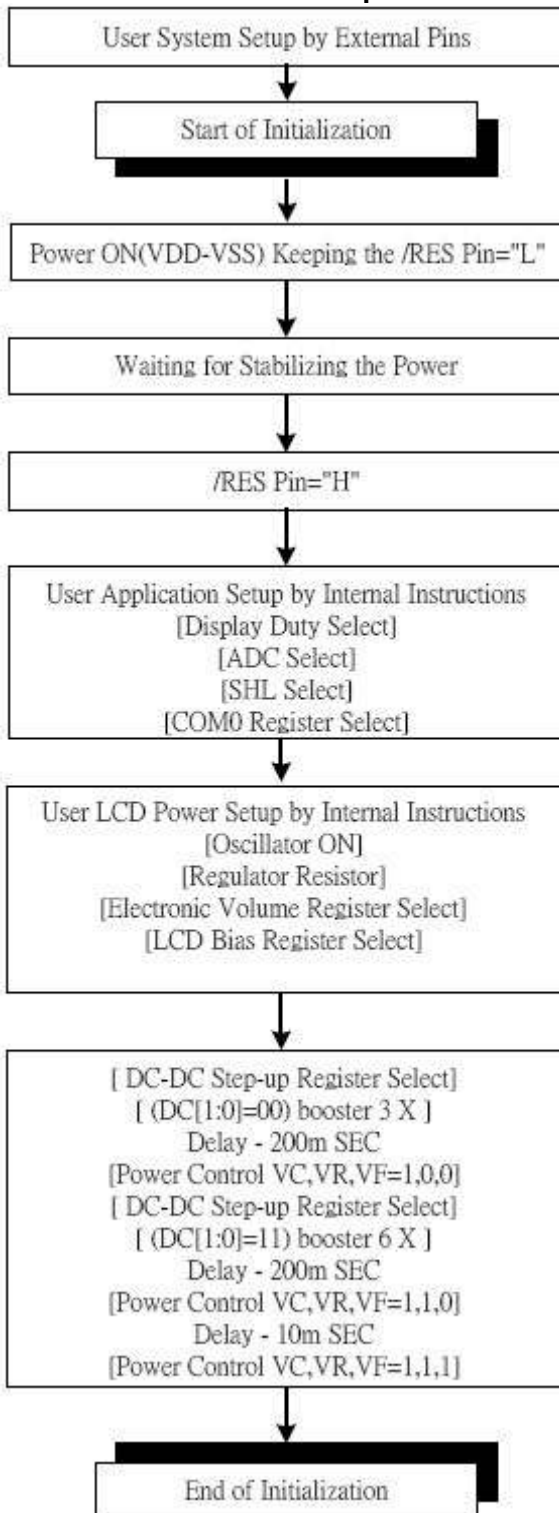 User System Setup by External Pins
Start of Initialization
Power ON(VDD-VSS) Keeping the /RES Pin="L"
Waiting for Stabilizing the Power
/RES Pin="H"
User Application Setup by Internal Instructions
[Display Duty Select]
[ADC Select]
[SHL Select]
[COM0 Register Select]
User LCD Power Setup by Internal Instructions
[Oscillator ON]
[Regulator Resistor]
[Electronic Volume Register Select]
[LCD Bias Register Select]
[ DC-DC Step-up Register Select]
[ (DC[1:0]=00) booster 3 X ]
Delay - 200m SEC
[Power Control VC,VR,VF=1,0,0]
[ DC-DC Step-up Register Select]
[ (DC[1:0]=11) booster 6 X ]
Delay - 200m SEC
[Power Control VC,VR,VF=1,1,0]
Delay - 10m SEC
[Power Control VC,VR,VF=1,1,1]
End of Initialization